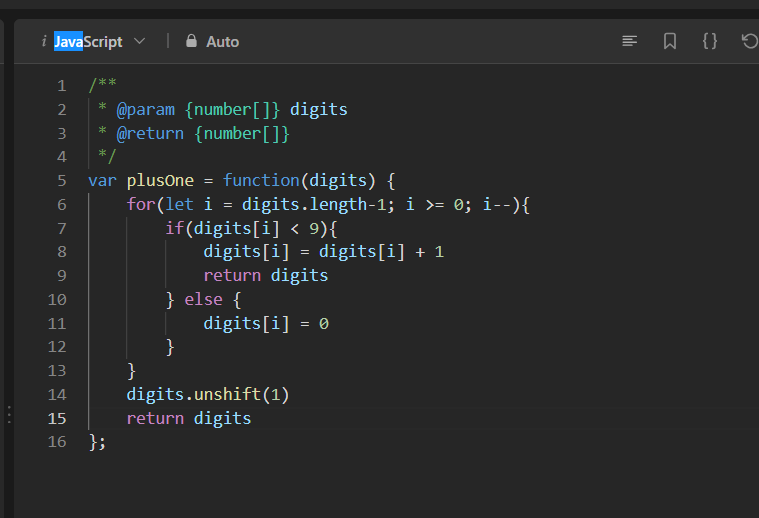 i JavaScript Auto
1 /**
2  * @param {number[]} digits
3  * @return {number[]}
4  */
5 var plusOne = function(digits) {
6     for(let i = digits.length-1; i >= 0; i--){
7         if(digits[i] < 9){
8             digits[i] = digits[i] + 1
9             return digits
10         } else {
11             digits[i] = 0
12         }
13     }
14     digits.unshift(1)
15     return digits
16 };